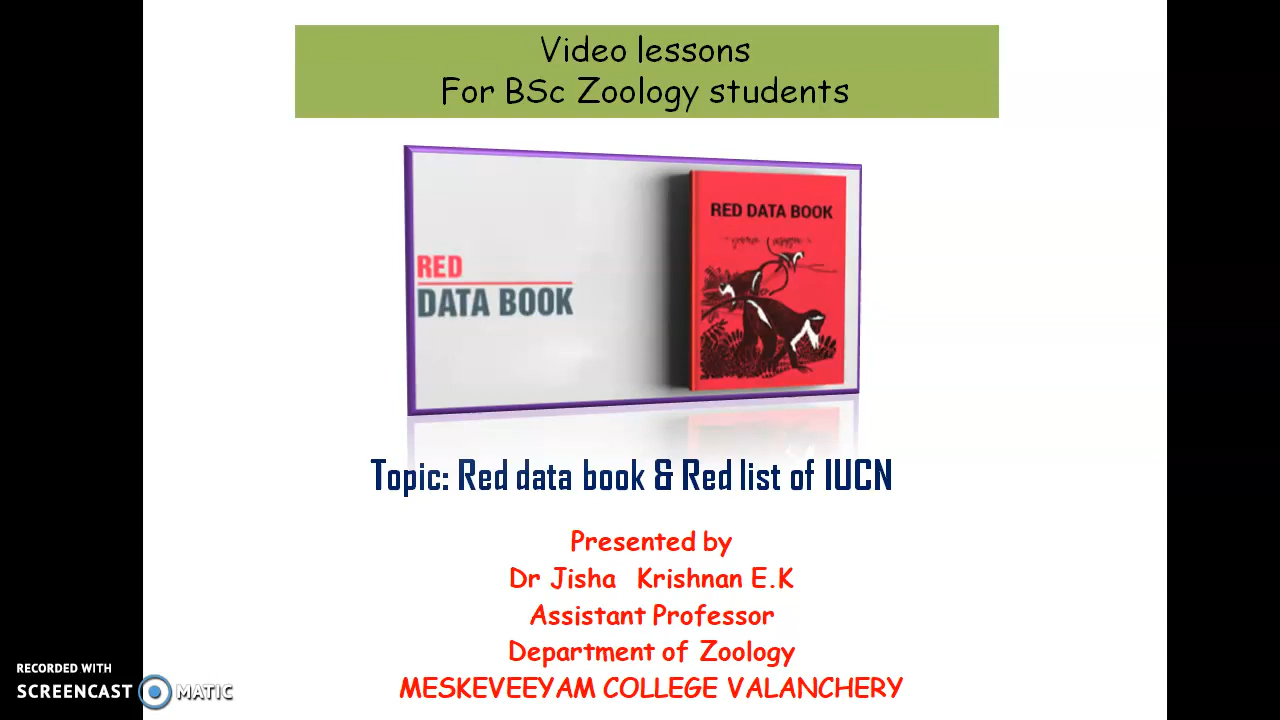 Video lessons
For BSc Zoology students
RED DATA BOOK
RED
DATA BOOK
Topic: Red data book & Red list of IUCN
Presented by
Dr Jisha Krishnan E.K
Assistant Professor
Department of Zoology
MESKEVEEYAM COLLEGE VALANCHERY
RECORDED WITH
SCREENCAST MATIC